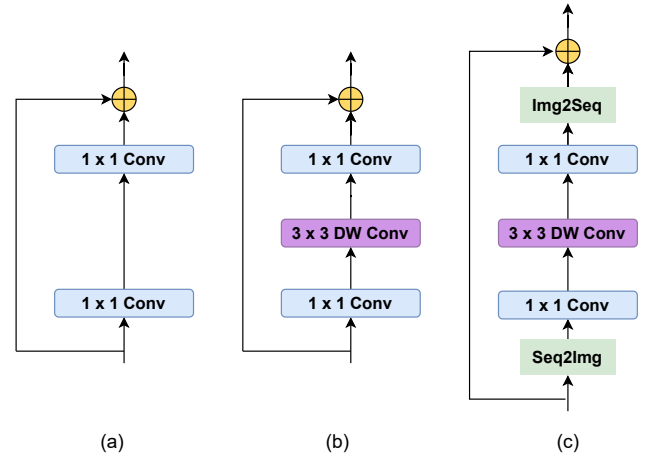 1 x 1 Conv
1 x 1 Conv
(a)
1 x 1 Conv
3 x 3 DW Conv
1 x 1 Conv
(b)
Img2Seq
1 x 1 Conv
3 x 3 DW Conv
1 x 1 Conv
Seq2Img
(c)